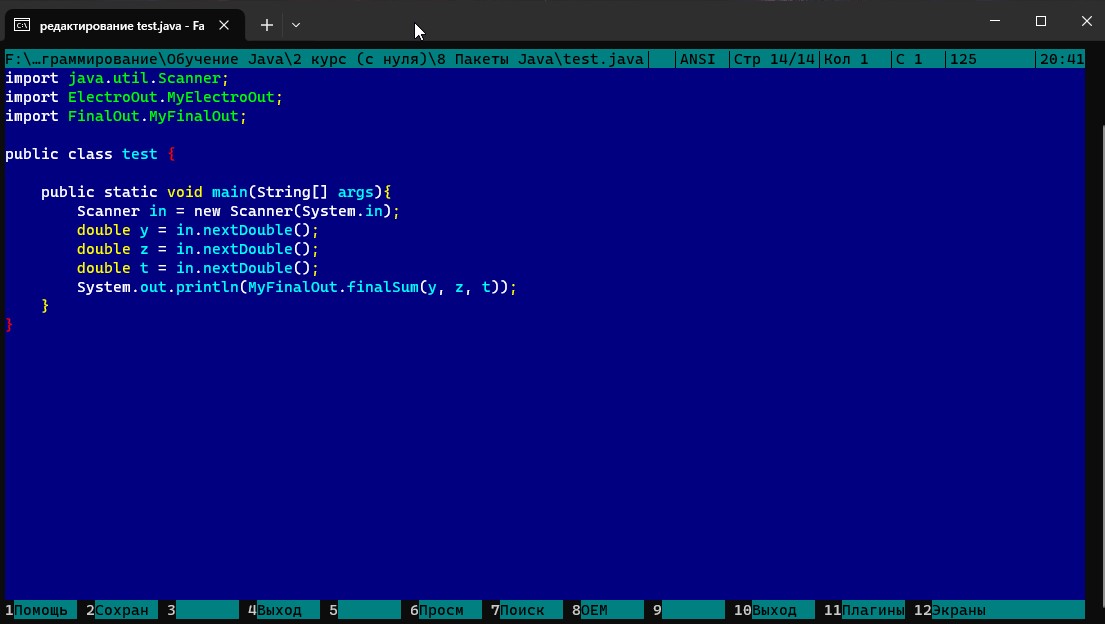 редактирование test.java - Fa
F:\…граммирование\Обучение Java\2 курс (с нуля)\8 Пакеты Java\test.java ANSI Стр 14/14 Кол 1 С 1 125 20:41
import java.util.Scanner;
import ElectroOut.MyElectroOut;
import FinalOut.MyFinalOut;
public class test {
    public static void main(String[] args){
        Scanner in = new Scanner(System.in);
        double y = in.nextDouble();
        double z = in.nextDouble();
        double t = in.nextDouble();
        System.out.println(MyFinalOut.finalSum(y, z, t));
    }
}
1Помощь 2Сохран 3 4Выход 5 6Просм 7Поиск 8OEM 9 10Выход 11Плагины 12Экраны